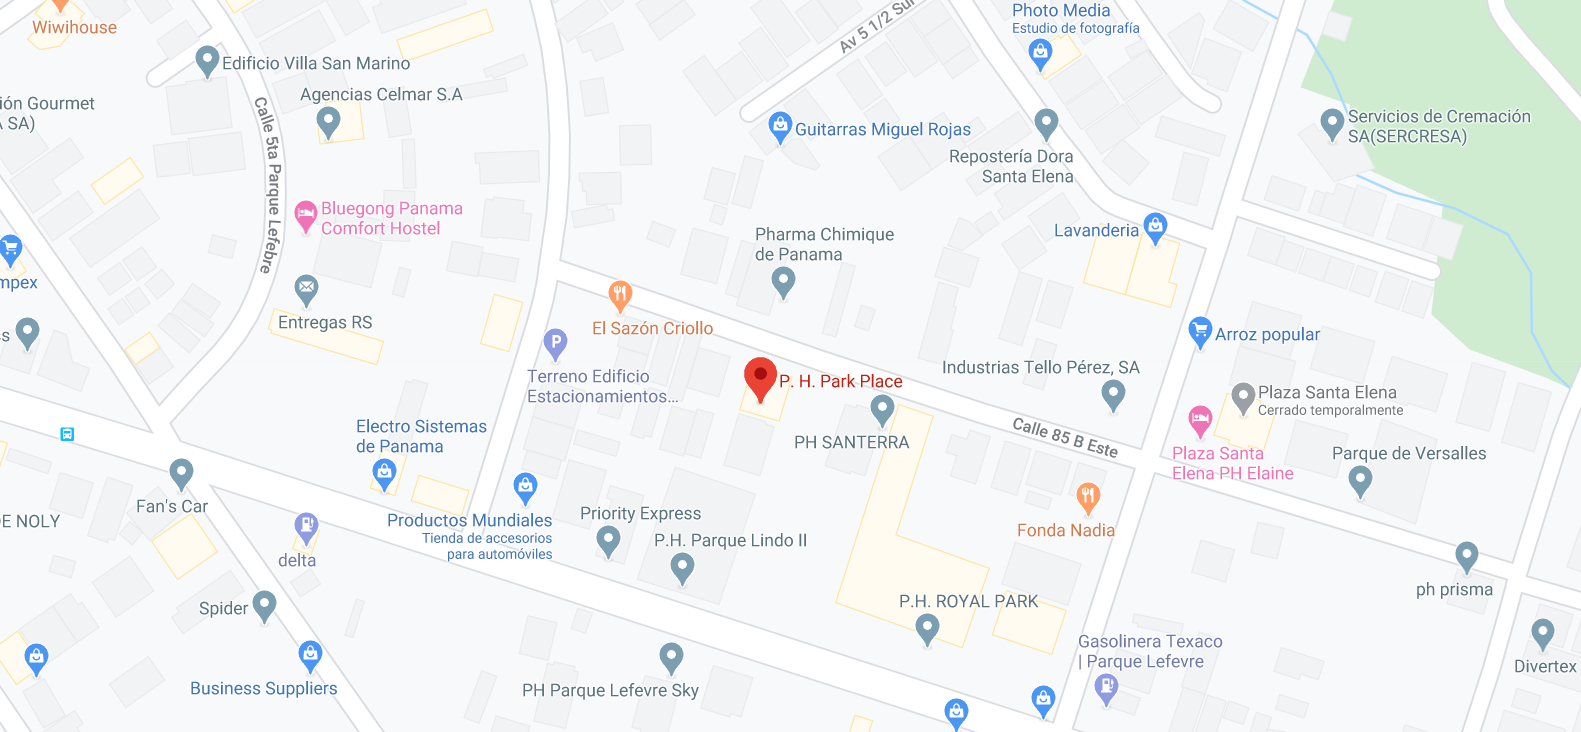 Wiwihouse
Photo Media
Estudio de fotografía
Av 5 1/2 Sur
Edificio Villa San Marino
Agencias Celmar S.A
ión Gourmet
SA)
Calle 5ta Parque Lefebre
Guitarras Miguel Rojas
Repostería Dora
Santa Elena
Servicios de Cremación
SA(SERCRESA)
Bluegong Panama
Comfort Hostel
Pharma Chimique
de Panama
Lavanderia
mpex
Entregas RS
El Sazón Criollo
s
P
Terreno Edificio
Estacionamientos...
P. H. Park Place
Industrias Tello Pérez, SA
Arroz popular
Plaza Santa Elena
Cerrado temporalmente
Electro Sistemas
de Panama
PH SANTERRA
Calle 85 B Este
Plaza Santa
Elena PH Elaine
Parque de Versalles
Fan's Car
DE NOLY
Productos Mundiales
Tienda de accesorios
para automóviles
Priority Express
P.H. Parque Lindo II
Fonda Nadia
delta
ph prisma
Spider
P.H. ROYAL PARK
Gasolinera Texaco
| Parque Lefevre
Divertex
Business Suppliers
PH Parque Lefevre Sky